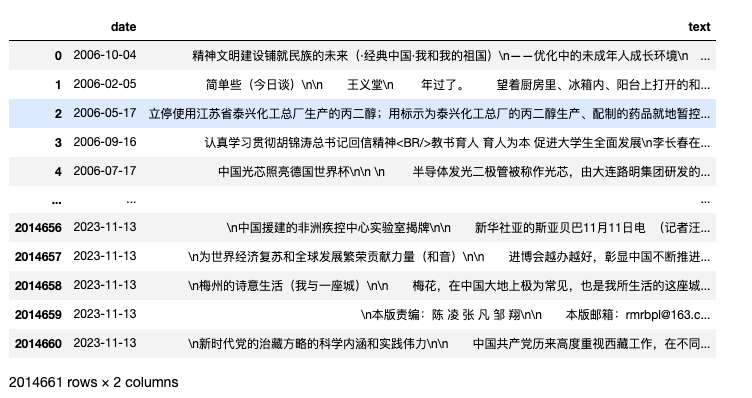 date text
0 2006-10-04 精神文明建设铺就民族的未来（·经典中国·我和我的祖国）\n——优化中的未成年人成长环境\n ...
1 2006-02-05 简单些（今日谈）\n\n 王义堂\n 年过了。 望着厨房里、冰箱内、阳台上打开的和...
2 2006-05-17 立停使用江苏省泰兴化工总厂生产的丙二醇；用标示为泰兴化工总厂的丙二醇生产、配制的药品就地暂控...
3 2006-09-16 认真学习贯彻胡锦涛总书记回信精神<BR/>教书育人 育人为本 促进大学生全面发展\n李长春在...
4 2006-07-17 中国光芯照亮德国世界杯\n\n \n 半导体发光二极管被称作光芯，由大连路明集团研发的...
... ... ...
2014656 2023-11-13 \n中国援建的非洲疾控中心实验室揭牌\n\n 新华社亚的斯亚贝巴11月11日电 （记者汪...
2014657 2023-11-13 \n为世界经济复苏和全球发展繁荣贡献力量（和音）\n\n 进博会越办越好，彰显中国不断推进...
2014658 2023-11-13 \n梅州的诗意生活（我与一座城）\n\n 梅花，在中国大地上极为常见，也是我所生活的这座城...
2014659 2023-11-13 \n本版责编：陈 凌 张 凡 邹 翔\n\n 本版邮箱：rmrbpl@163.c...
2014660 2023-11-13 \n新时代党的治藏方略的科学内涵和实践伟力\n\n 中国共产党历来高度重视西藏工作，在不同...
2014661 rows × 2 columns